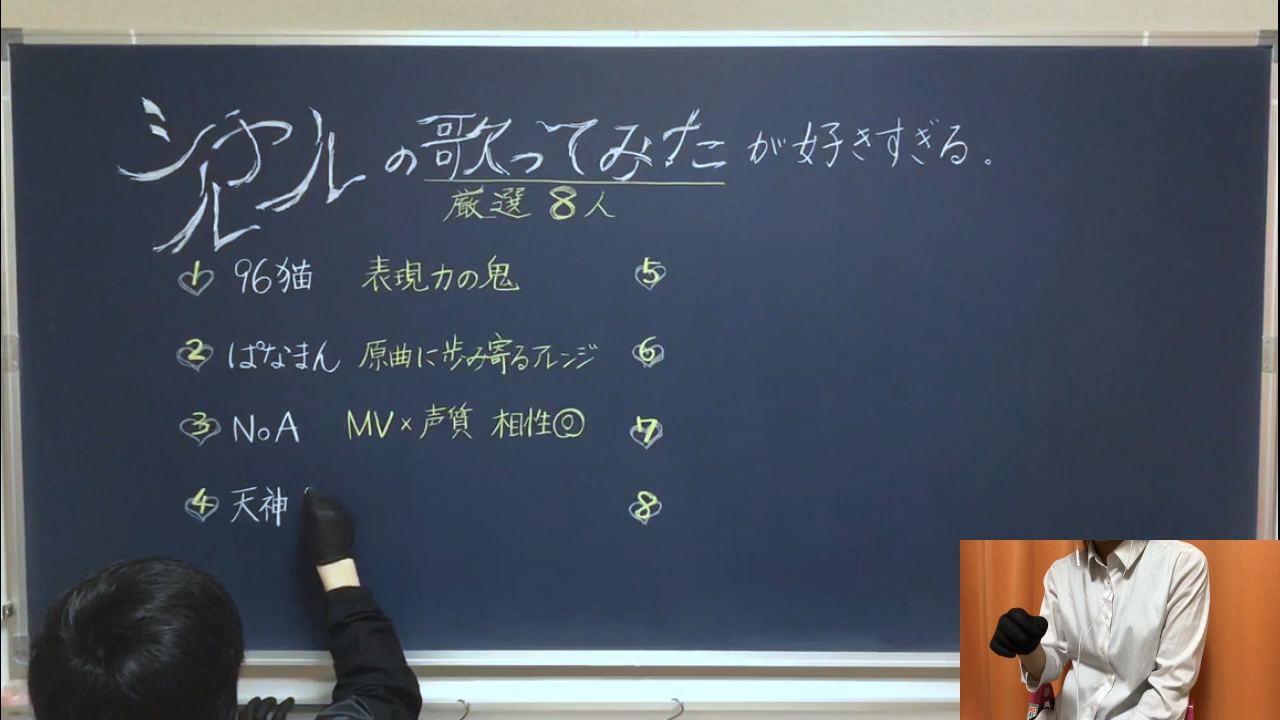 シャルルの歌ってみたが好きすぎる。
厳選 8人
1 96猫 表現力の鬼
2 ぱなまん 原曲に歩み寄るアレンジ
3 NoA MV×声質 相性◎
4 天神
5
6
7
8